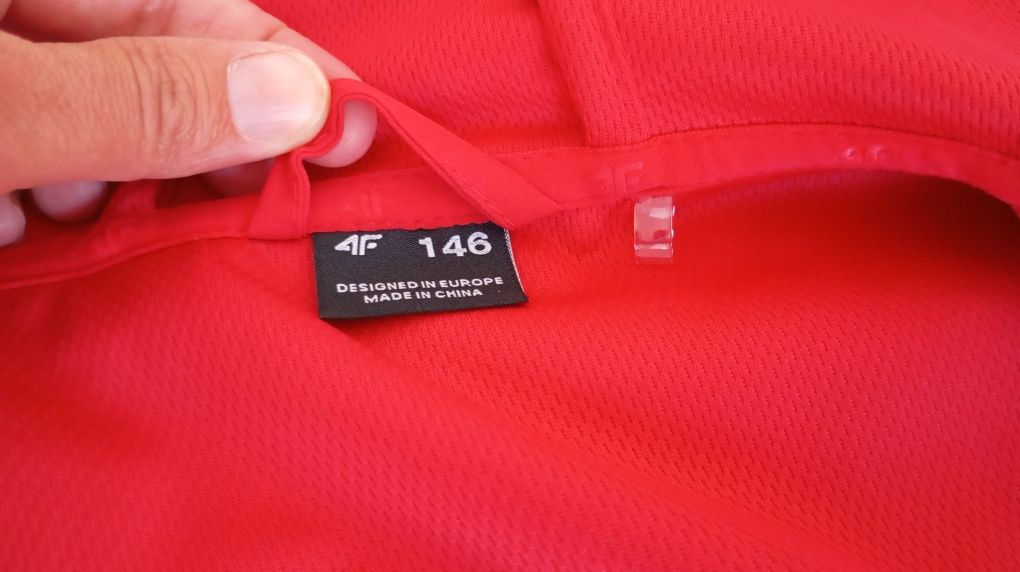 4F 146
DESIGNED IN EUROPE
MADE IN CHINA